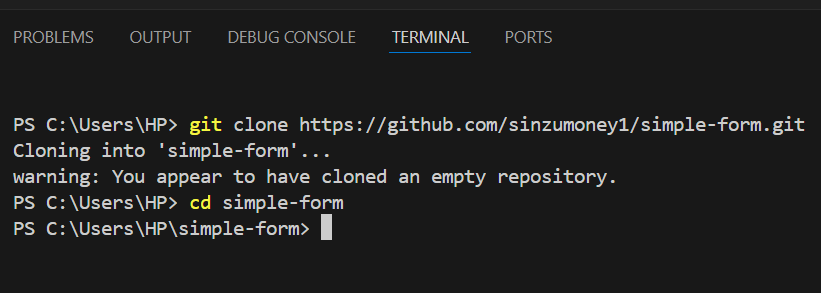 PROBLEMS OUTPUT DEBUG CONSOLE TERMINAL PORTS
PS C:\Users\HP> git clone https://github.com/sinzumoney1/simple-form.git
Cloning into 'simple-form'...
warning: You appear to have cloned an empty repository.
PS C:\Users\HP> cd simple-form
PS C:\Users\HP\simple-form>